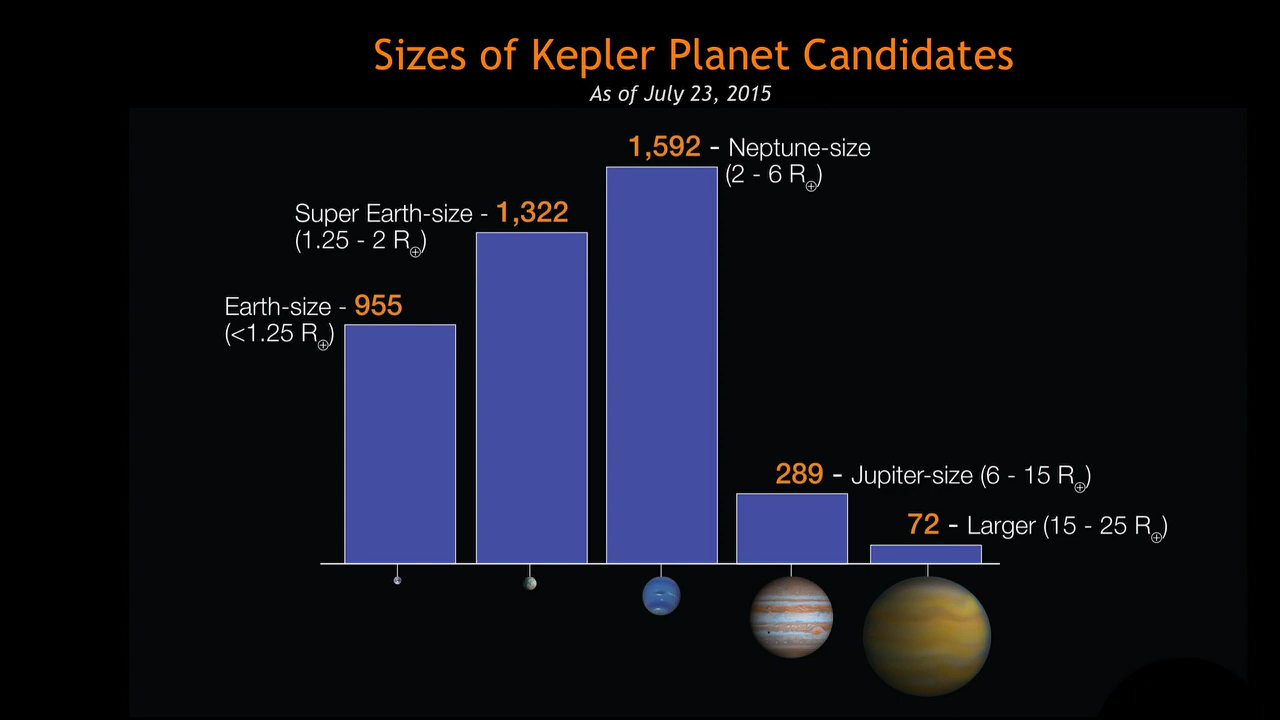 Sizes of Kepler Planet Candidates
As of July 23, 2015
1,592 - Neptune-size
(2 - 6 R⊕)
Super Earth-size - 1,322
(1.25 - 2 R⊕)
Earth-size - 955
(<1.25 R⊕)
289 - Jupiter-size (6 - 15 R⊕)
72 - Larger (15 - 25 R⊕)